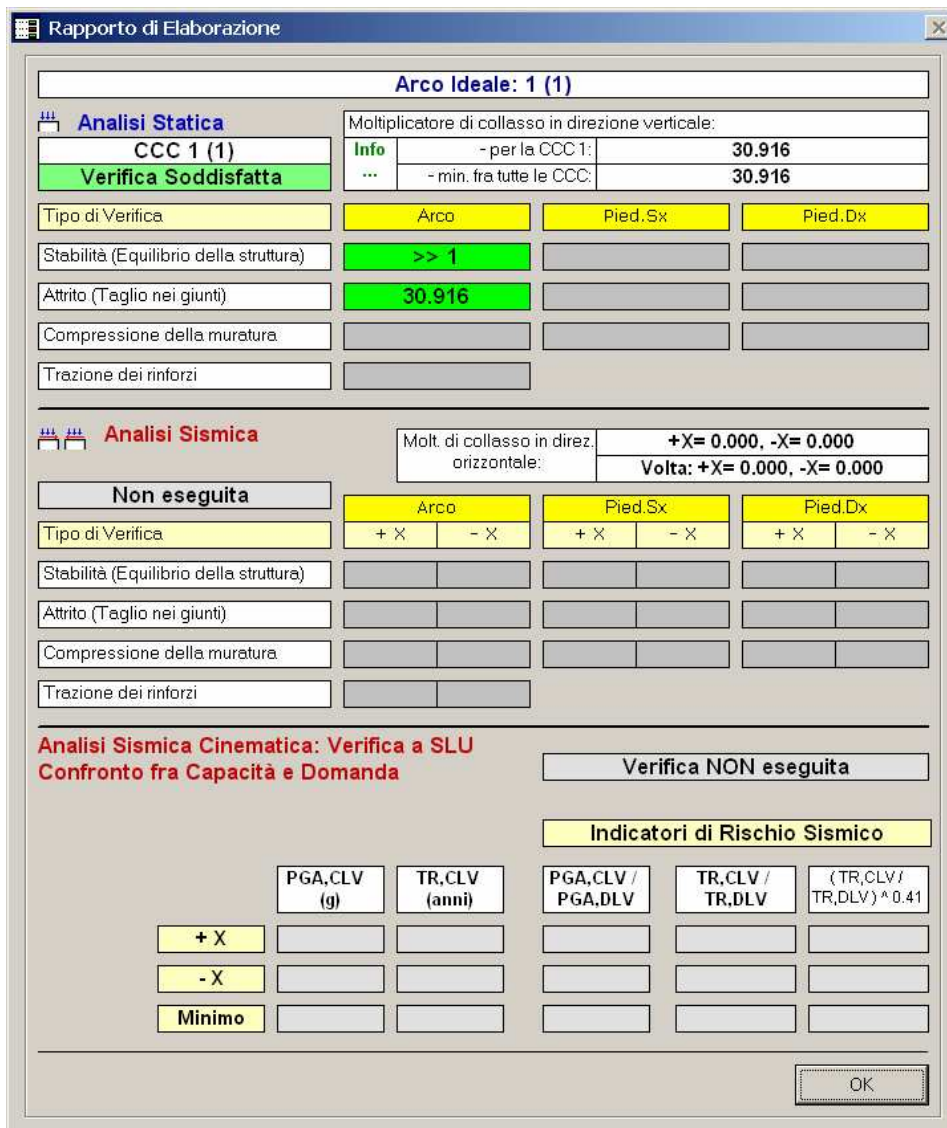 Rapporto di Elaborazione
Arco Ideale: 1 (1)
Analisi Statica
CCC 1 (1)
Verifica Soddisfatta
Moltiplicatore di collasso in direzione verticale:
Info - per la CCC 1: 30.916
... - min. fra tutte le CCC: 30.916
Tipo di Verifica Arco Pied.Sx Pied.Dx
Stabilità (Equilibrio della struttura) >> 1
Attrito (Taglio nei giunti) 30.916
Compressione della muratura
Trazione dei rinforzi
Analisi Sismica
Molt. di collasso in direz. orizzontale:
+X= 0.000, -X= 0.000
Volta: +X= 0.000, -X= 0.000
Non eseguita
Arco Pied.Sx Pied.Dx
Tipo di Verifica + X - X + X - X + X - X
Stabilità (Equilibrio della struttura)
Attrito (Taglio nei giunti)
Compressione della muratura
Trazione dei rinforzi
Analisi Sismica Cinematica: Verifica a SLU
Confronto fra Capacità e Domanda
Verifica NON eseguita
Indicatori di Rischio Sismico
PGA,CLV (g)
TR,CLV (anni)
PGA,CLV / PGA,DLV
TR,CLV / TR,DLV
(TR,CLV / TR,DLV) ^ 0.41
+ X
- X
Minimo
OK